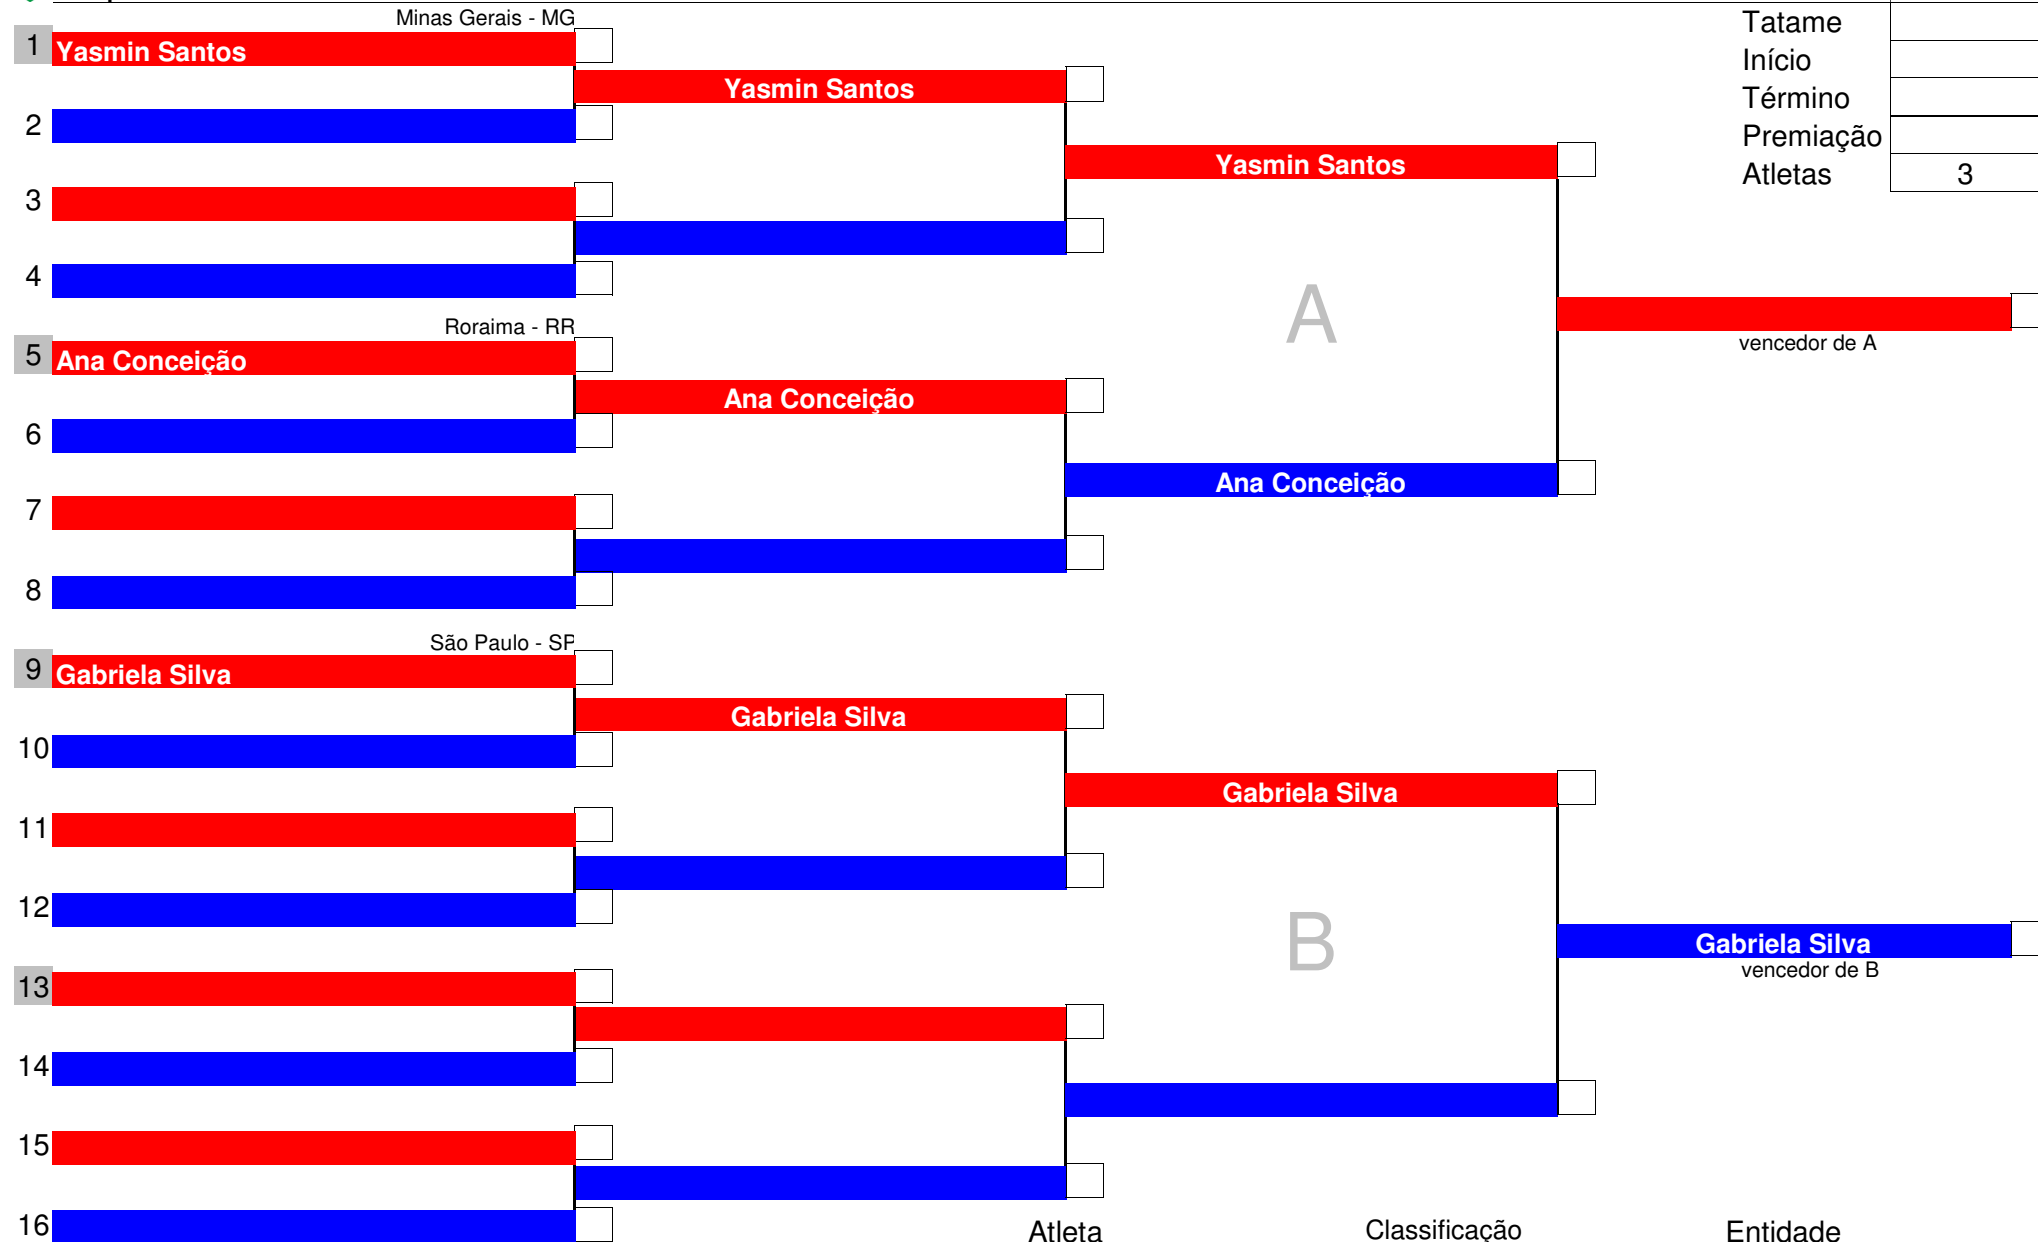 Minas Gerais - MG
Tatame
1 Yasmin Santos
Yasmin Santos
Início
Término
2
Premiação
Yasmin Santos
Atletas 3
3
4
A
Roraima - RR
vencedor de A
5 Ana Conceição
Ana Conceição
6
Ana Conceição
7
8
São Paulo - SP
9 Gabriela Silva
Gabriela Silva
10
Gabriela Silva
11
12
B
Gabriela Silva
vencedor de B
13
14
15
16
Atleta Classificação Entidade